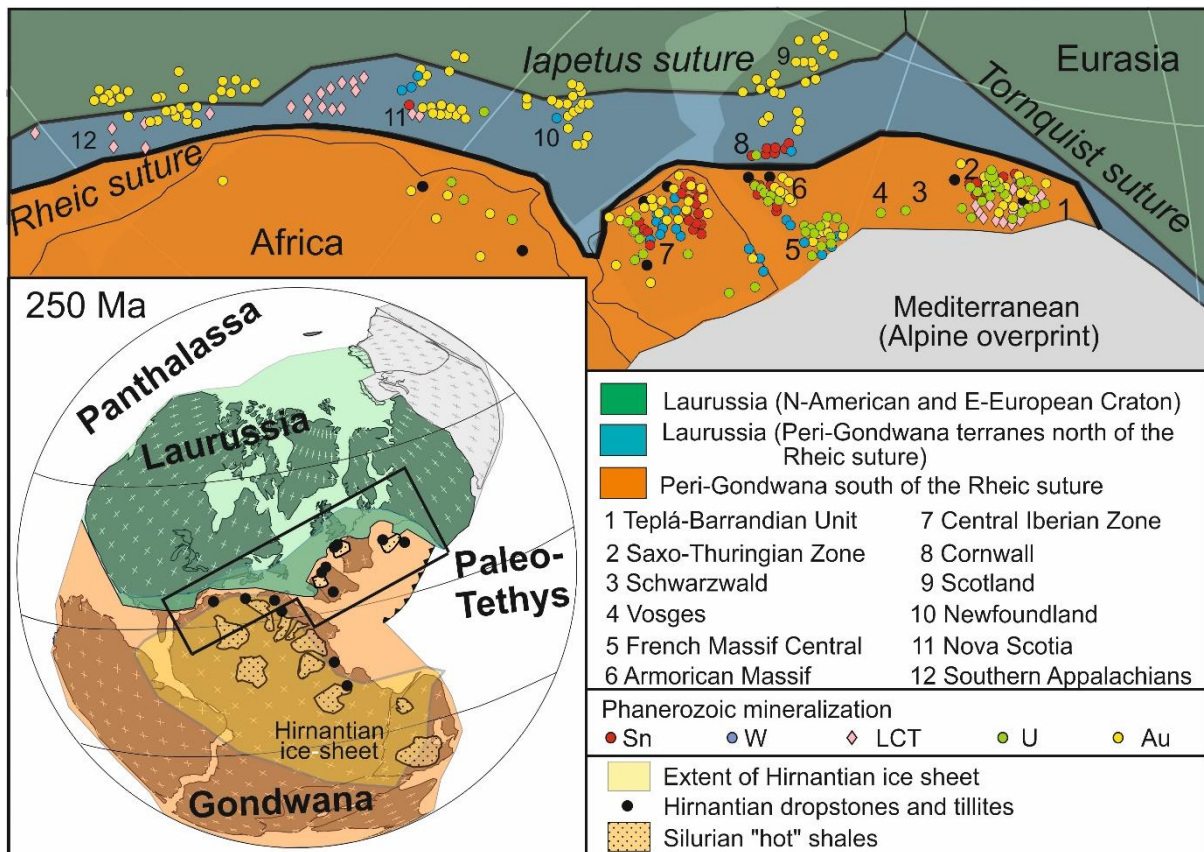 Iapetus suture
9
Eurasia
Tornquist suture
12
11
10
8
Rheic suture
Africa
7
6
5
4
3
2
1
Mediterranean
(Alpine overprint)
250 Ma
Panthalassa
Laurussia
Paleo-
Tethys
Hirnantian
ice-sheet
Gondwana
Laurussia (N-American and E-European Craton)
Laurussia (Peri-Gondwana terranes north of the
Rheic suture)
Peri-Gondwana south of the Rheic suture
1 Teplá-Barrandian Unit
2 Saxo-Thuringian Zone
3 Schwarzwald
4 Vosges
5 French Massif Central
6 Armorican Massif
7 Central Iberian Zone
8 Cornwall
9 Scotland
10 Newfoundland
11 Nova Scotia
12 Southern Appalachians
Phanerozoic mineralization
Sn W LCT U Au
Extent of Hirnantian ice sheet
Hirnantian dropstones and tillites
Silurian "hot" shales